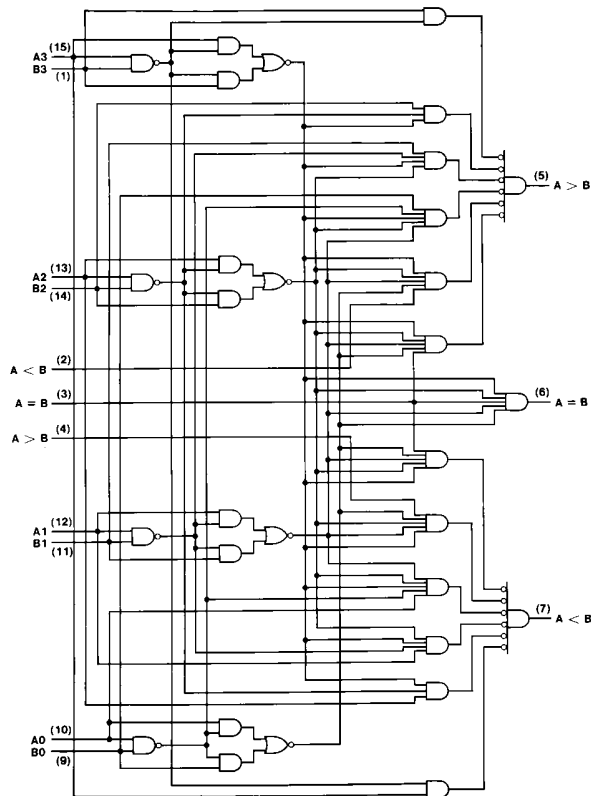 A3 (15)
B3
(1)
(5)
A > B
A2 (13)
B2
(14)
A < B (2)
A = B (3)
(6)
A = B
A > B (4)
A1 (12)
B1
(11)
(7)
A < B
A0 (10)
B0
(9)